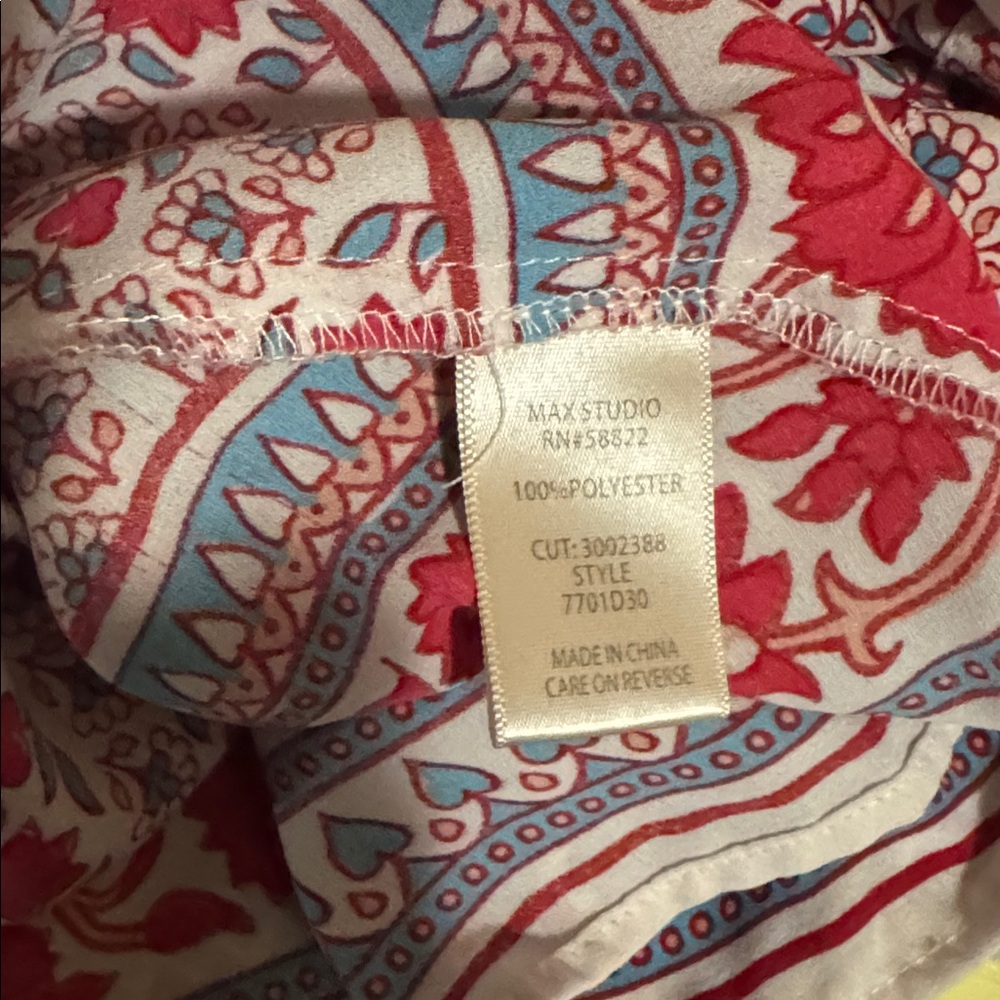 MAX STUDIO
RN#58822
100%POLYESTER
CUT: 3002388
STYLE
7701D30
MADE IN CHINA
CARE ON REVERSE